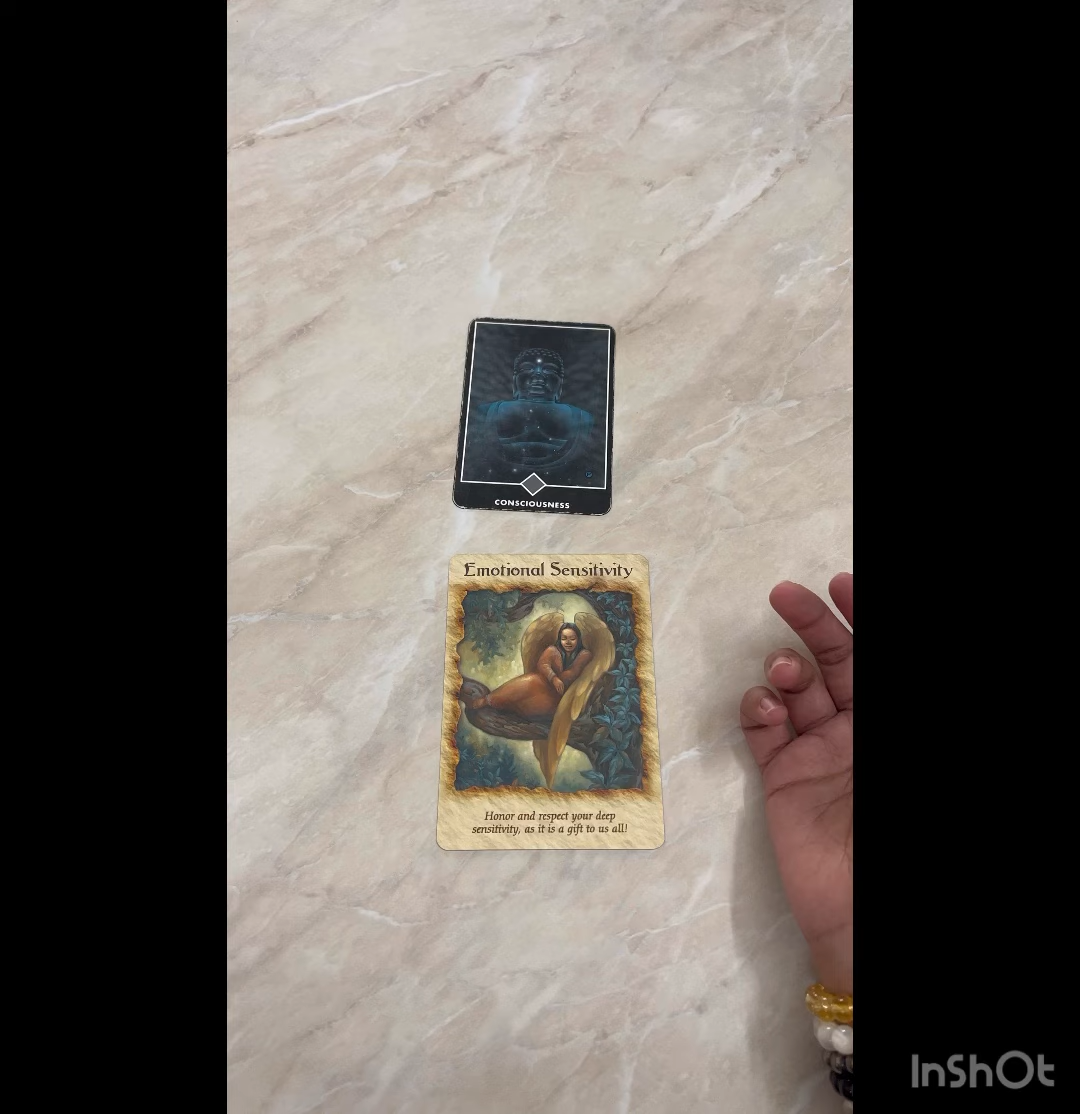 CONSCIOUSNESS
Emotional Sensitivity
Honor and respect your deep
sensitivity, as it is a gift to us all!
InShOt